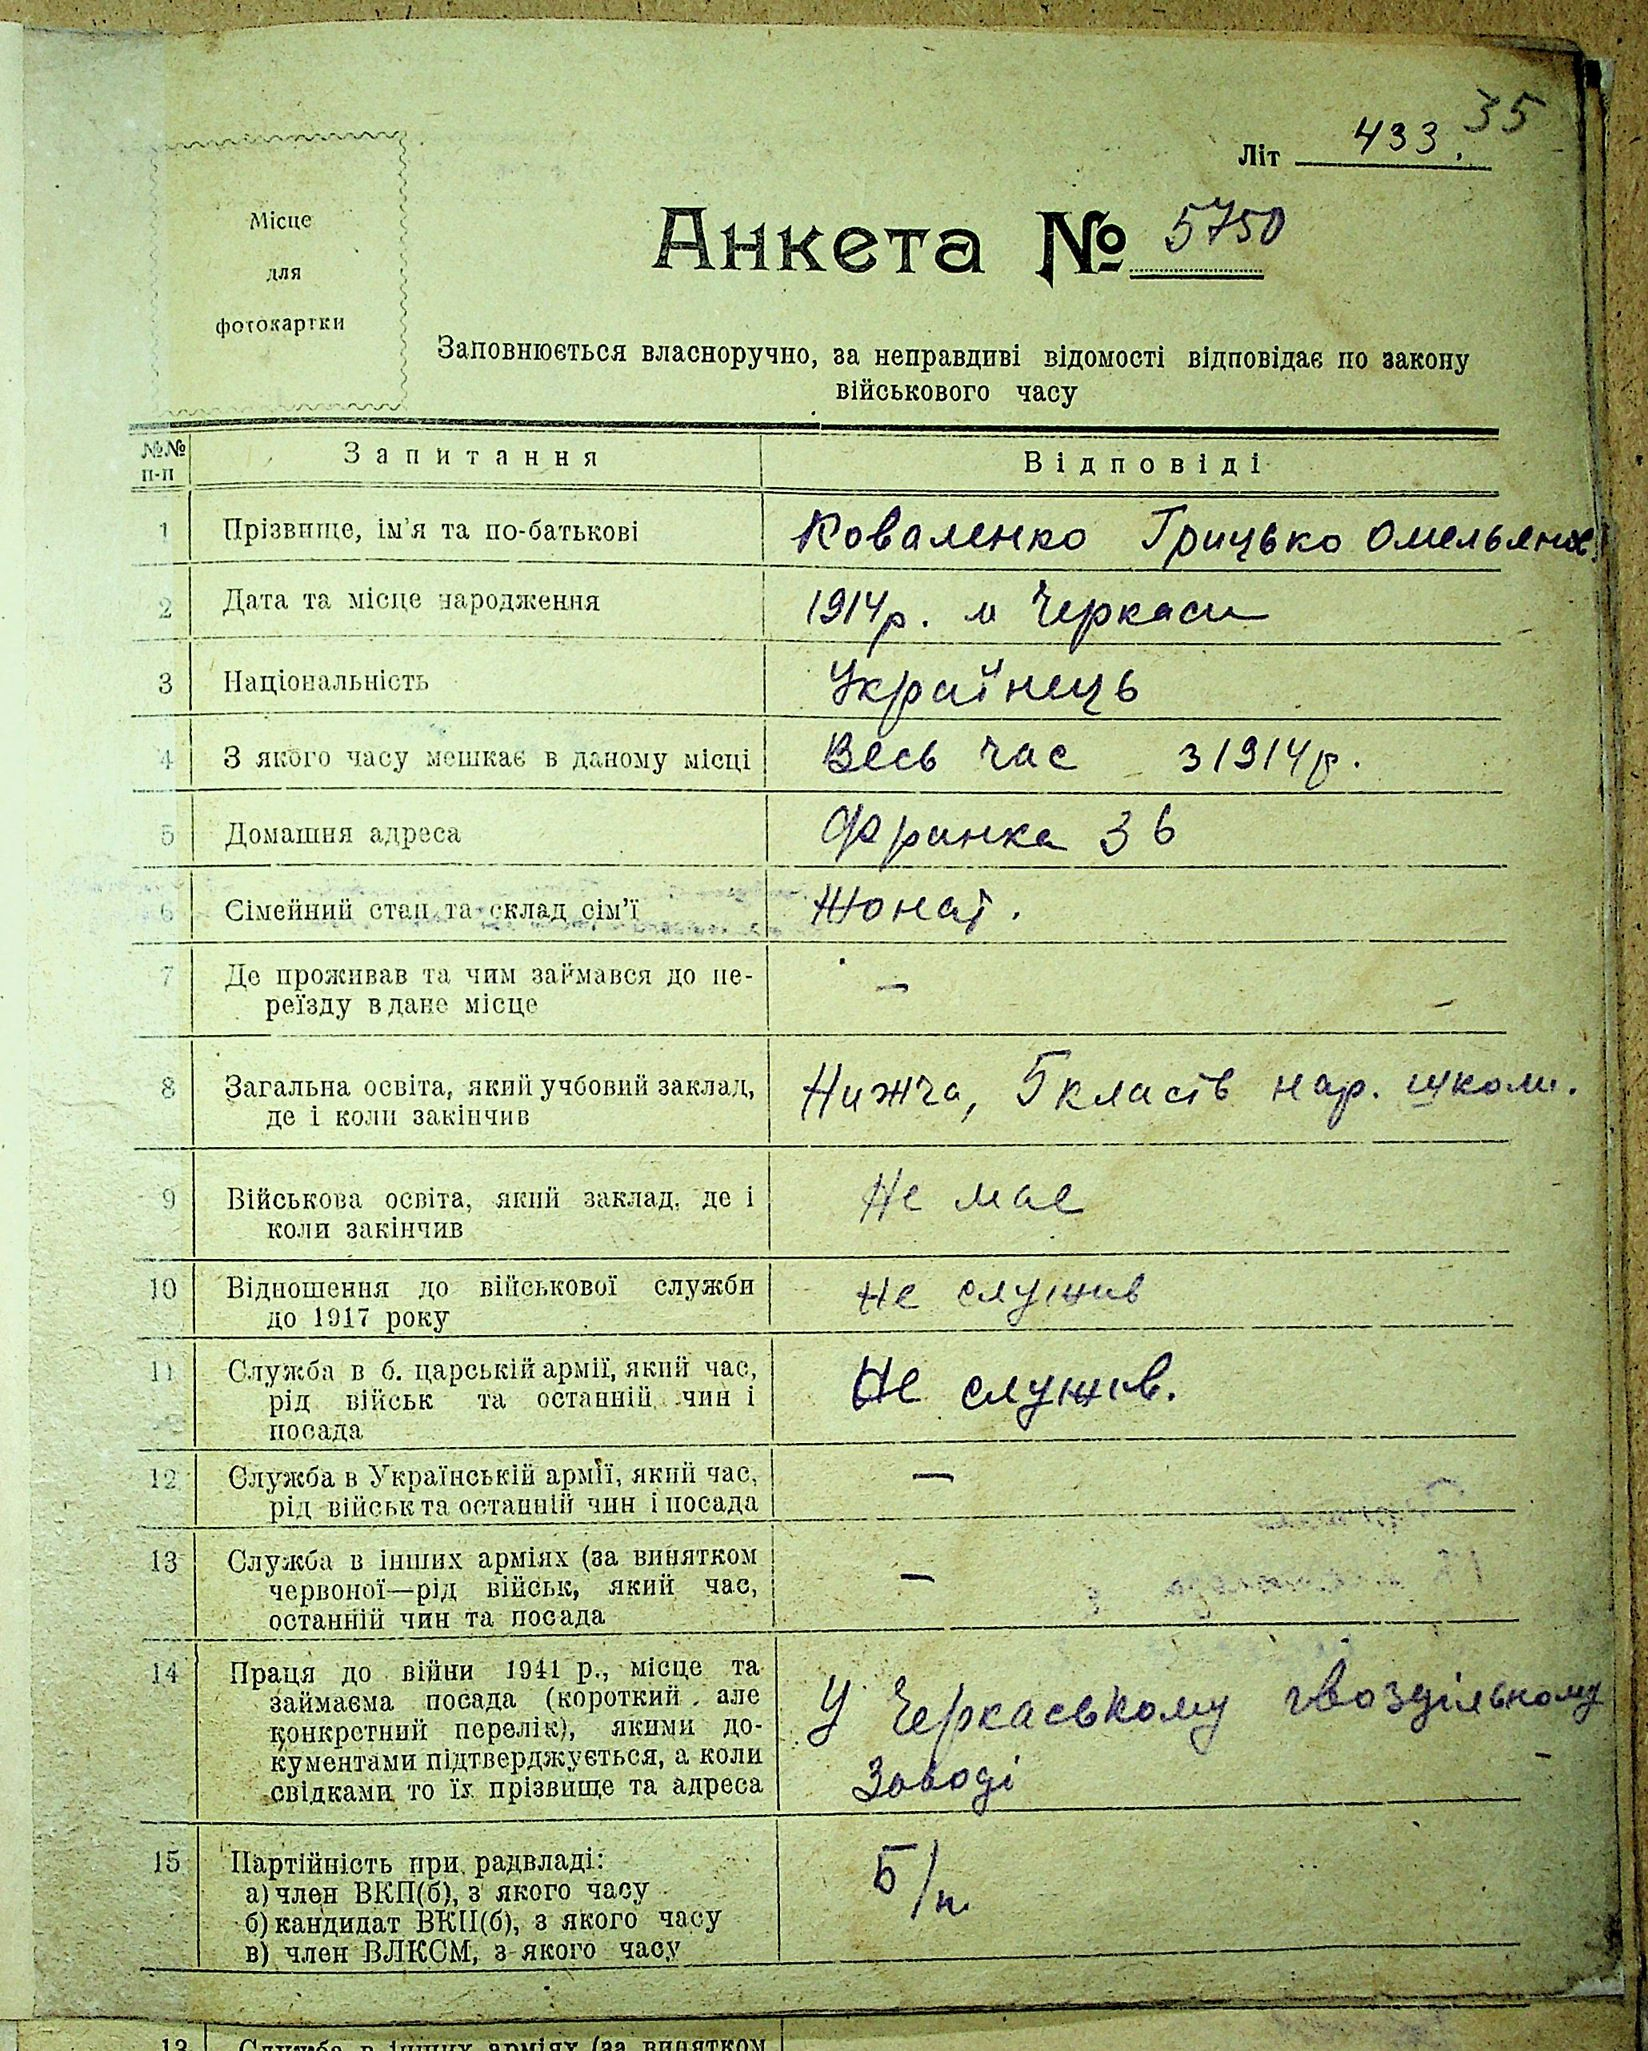 35
Літ 433.
Місце
для
фотокартки
Анкета № 5750
Заповнюється власноручно, за неправдиві відомості відповідає по закону
військового часу
№№ п-п Запитання Відповіді
1 Прізвище, ім'я та по-батькові Коваленко Грицько Омельянов.
2 Дата та місце народження 1914р. м Черкаси
3 Національність Українець
4 З якого часу мешкає в даному місці Весь час з 1914р.
5 Домашня адреса Франка 36
6 Сімейний стан та склад сім'ї Жонат.
7 Де проживав та чим займався до пе- –
реїзду в дане місце –
8 Загальна освіта, який учбовий заклад, Нижча, 5 класів нар. школи.
де і коли закінчив
9 Військова освіта, який заклад, де і Не має
коли закінчив
10 Відношення до військової служби не служив
до 1917 року
11 Служба в б. царській армії, який час, Не служив.
рід військ та останній чин і
посада
12 Служба в Українській армії, який час, –
рід військ та останній чин і посада
13 Служба в інших арміях (за винятком –
червоної—рід військ, який час,
останній чин та посада
14 Праця до війни 1941 р., місце та У Черкаському гвоздільному
займаєма посада (короткий але
конкретний перелік), якими до-
кументами підтверджується, а коли заводі
свідками то їх прізвище та адреса
15 Партійність при радвладі: Б/п.
а) член ВКП(б), з якого часу
б) кандидат ВКП(б), з якого часу
в) член ВЛКСМ, з якого часу
13 Служба в інших арміях (за винятком